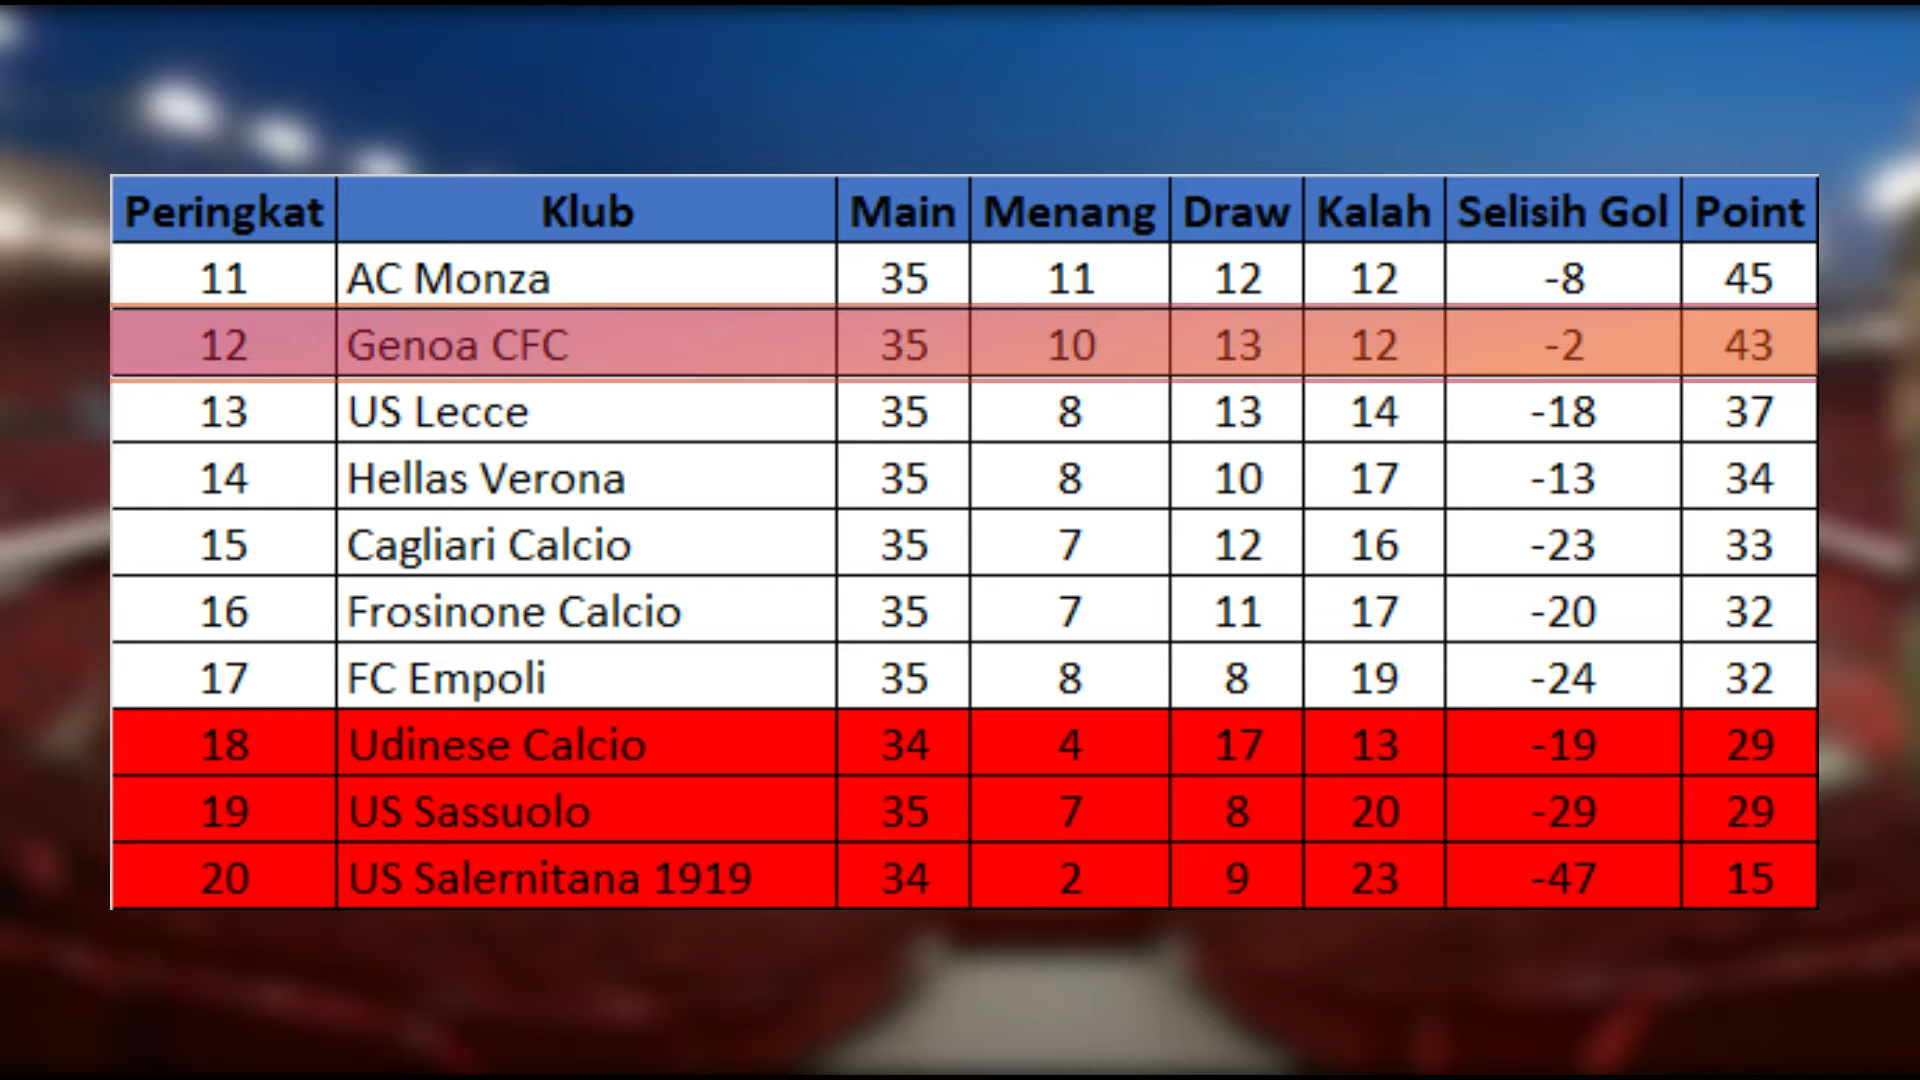 Peringkat Klub Main Menang Draw Kalah Selisih Gol Point
11 AC Monza 35 11 12 12 -8 45
12 Genoa CFC 35 10 13 12 -2 43
13 US Lecce 35 8 13 14 -18 37
14 Hellas Verona 35 8 10 17 -13 34
15 Cagliari Calcio 35 7 12 16 -23 33
16 Frosinone Calcio 35 7 11 17 -20 32
17 FC Empoli 35 8 8 19 -24 32
18 Udinese Calcio 34 4 17 13 -19 29
19 US Sassuolo 35 7 8 20 -29 29
20 US Salernitana 1919 34 2 9 23 -47 15